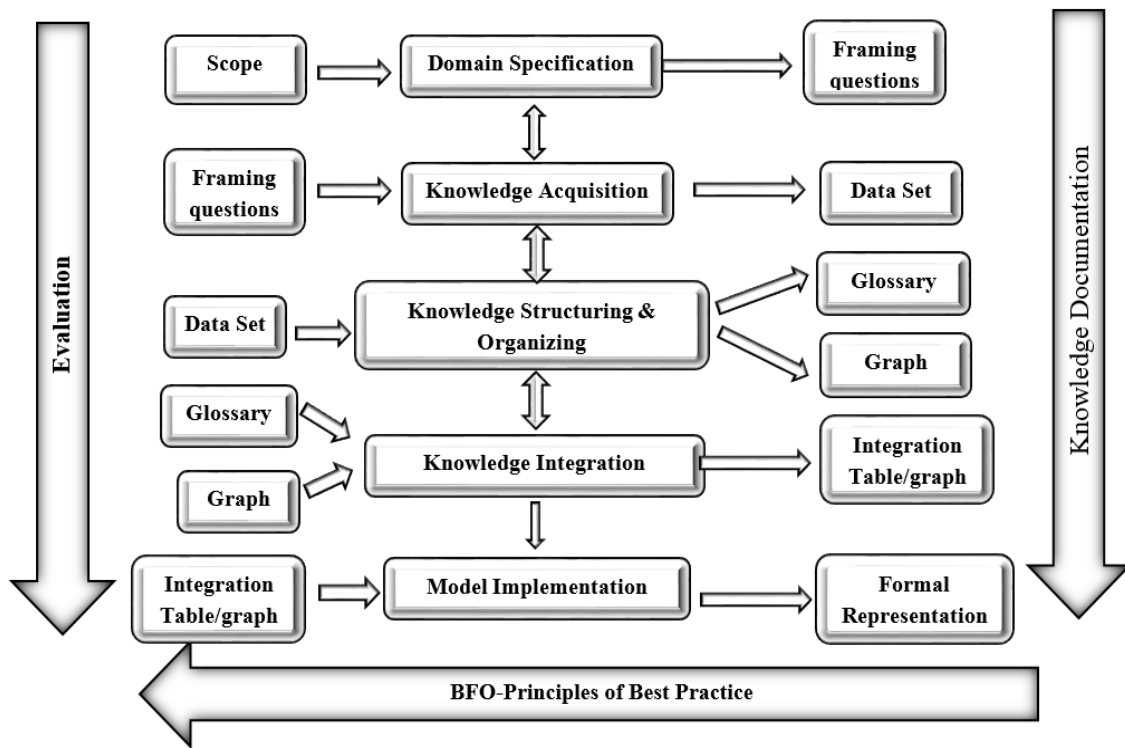 Scope
Domain Specification
Framing
questions
Framing
questions
Knowledge Acquisition
Data Set
Data Set
Knowledge Structuring &
Organizing
Glossary
Graph
Glossary
Graph
Knowledge Integration
Integration
Table/graph
Integration
Table/graph
Model Implementation
Formal
Representation
Evaluation
Knowledge Documentation
BFO-Principles of Best Practice